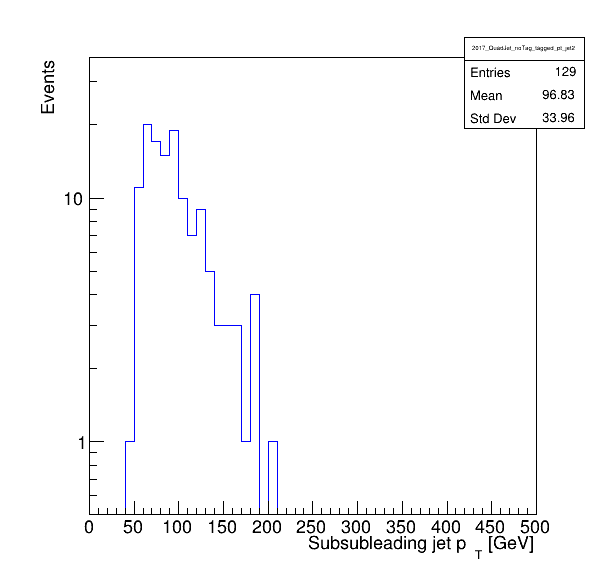 2017_QuadJet_noTag_tagged_pt_jet2
Entries 129
Mean 96.83
Std Dev 33.96
Events
10
1
0 50 100 150 200 250 300 350 400 450 500
Subsubleading jet p T [GeV]